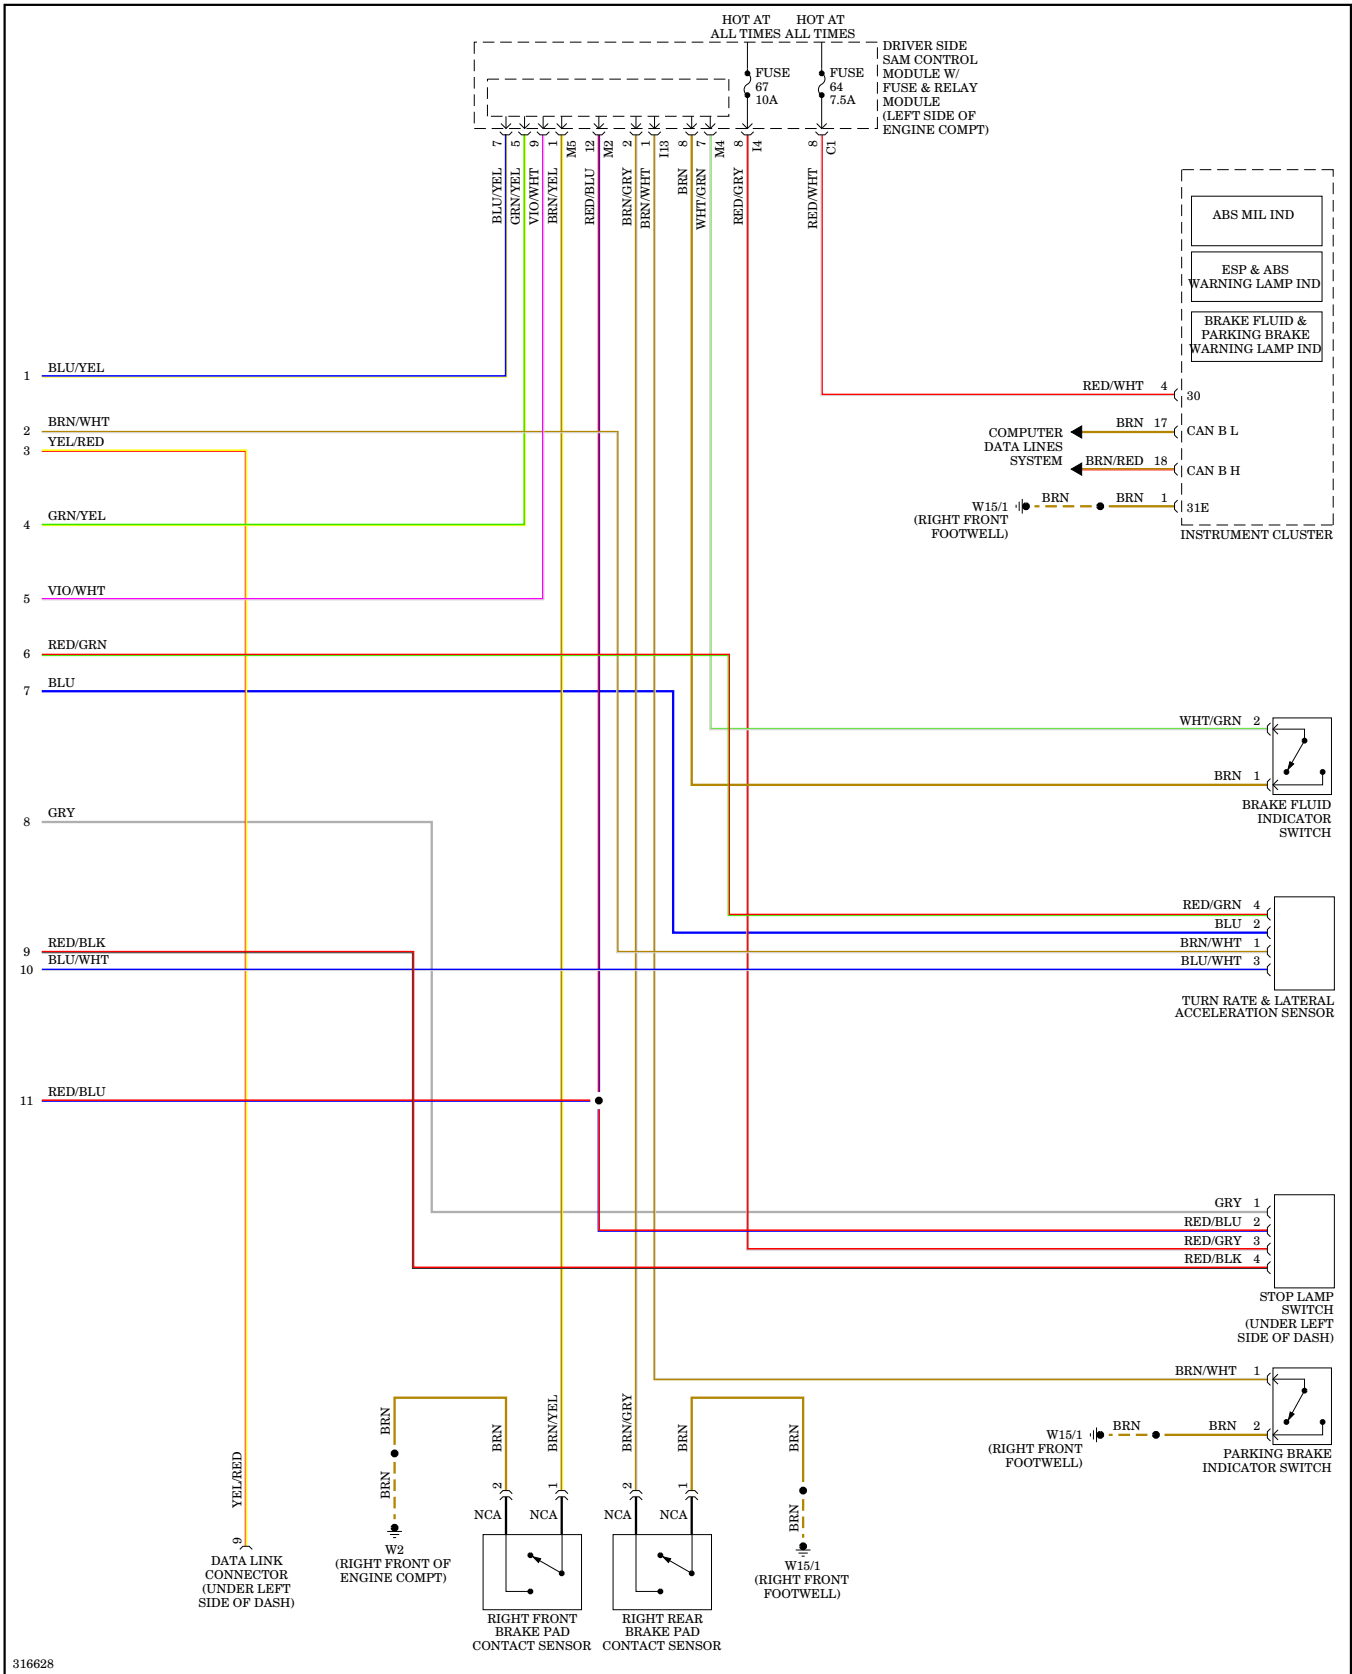 HOT AT
ALL TIMES
HOT AT
ALL TIMES
FUSE
67
10A
FUSE
64
7.5A
DRIVER SIDE
SAM CONTROL
MODULE W/
FUSE & RELAY
MODULE
(LEFT SIDE OF
ENGINE COMPT)
7
5
9
1
M5
12
M2
2
1
I13
8
7
M4
8
I4
8
C1
BLU/YEL
GRN/YEL
VIO/WHT
BRN/YEL
RED/BLU
BRN/GRY
BRN/WHT
BRN
WHT/GRN
RED/GRY
RED/WHT
ABS MIL IND
ESP & ABS
WARNING LAMP IND
BRAKE FLUID &
PARKING BRAKE
WARNING LAMP IND
RED/WHT 4
30
BRN 17
CAN B L
COMPUTER
DATA LINES
SYSTEM
BRN/RED 18
CAN B H
W15/1
(RIGHT FRONT
FOOTWELL)
BRN
BRN 1
31E
INSTRUMENT CLUSTER
1 BLU/YEL
2 BRN/WHT
3 YEL/RED
4 GRN/YEL
5 VIO/WHT
6 RED/GRN
7 BLU
WHT/GRN 2
BRN 1
BRAKE FLUID
INDICATOR
SWITCH
8 GRY
RED/GRN 4
BLU 2
BRN/WHT 1
BLU/WHT 3
TURN RATE & LATERAL
ACCELERATION SENSOR
9 RED/BLK
10 BLU/WHT
11 RED/BLU
GRY 1
RED/BLU 2
RED/GRY 3
RED/BLK 4
STOP LAMP
SWITCH
(UNDER LEFT
SIDE OF DASH)
BRN/WHT 1
W15/1
(RIGHT FRONT
FOOTWELL)
BRN
BRN 2
PARKING BRAKE
INDICATOR SWITCH
YEL/RED
9
DATA LINK
CONNECTOR
(UNDER LEFT
SIDE OF DASH)
BRN
BRN
W2
(RIGHT FRONT OF
ENGINE COMPT)
BRN
2
NCA
BRN/YEL
1
NCA
RIGHT FRONT
BRAKE PAD
CONTACT SENSOR
BRN/GRY
2
NCA
BRN
1
NCA
RIGHT REAR
BRAKE PAD
CONTACT SENSOR
BRN
BRN
W15/1
(RIGHT FRONT
FOOTWELL)
316628